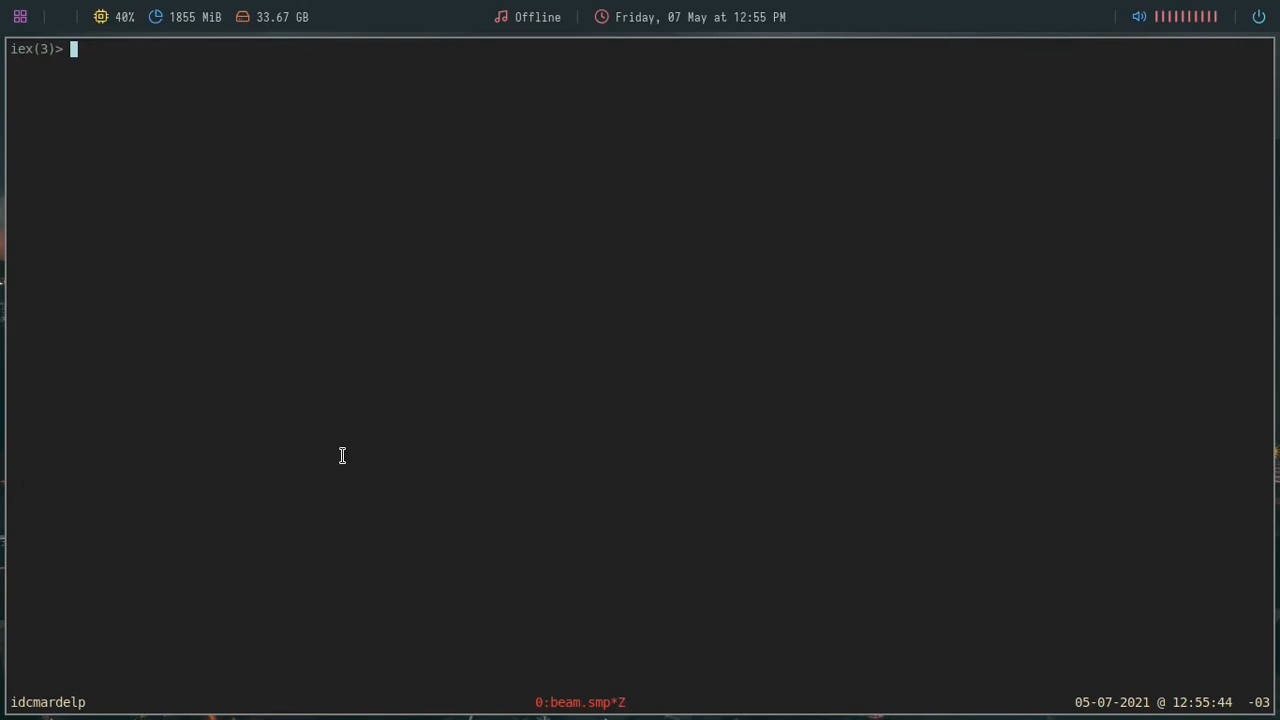 40% 1855 MiB 33.67 GB Offline Friday, 07 May at 12:55 PM
iex(3)>
idcmardelp 0:beam.smp*Z 05-07-2021 @ 12:55:44 -03